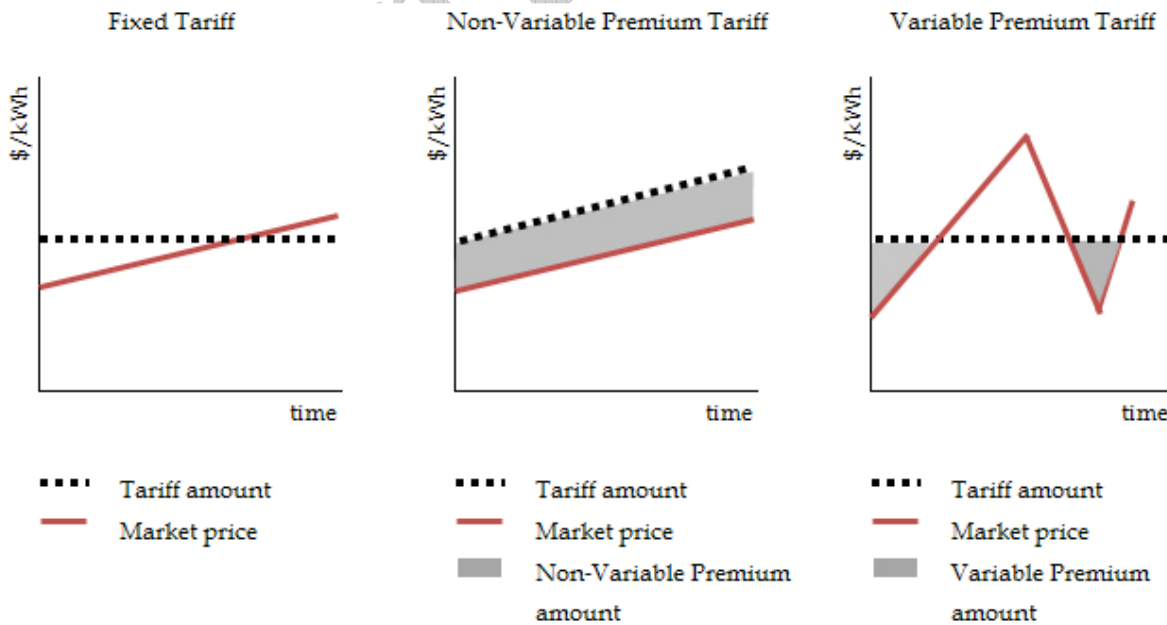 Fixed Tariff
Non-Variable Premium Tariff
Variable Premium Tariff
$/kWh
$/kWh
$/kWh
time
time
time
Tariff amount
Market price
Tariff amount
Market price
Non-Variable Premium
amount
Tariff amount
Market price
Variable Premium
amount